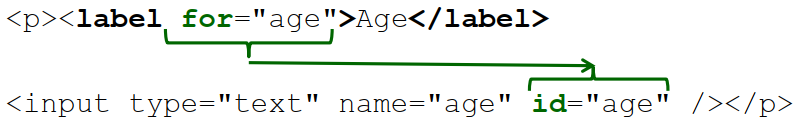 <p><label for="age">Age</label>
<input type="text" name="age" id="age" /></p>